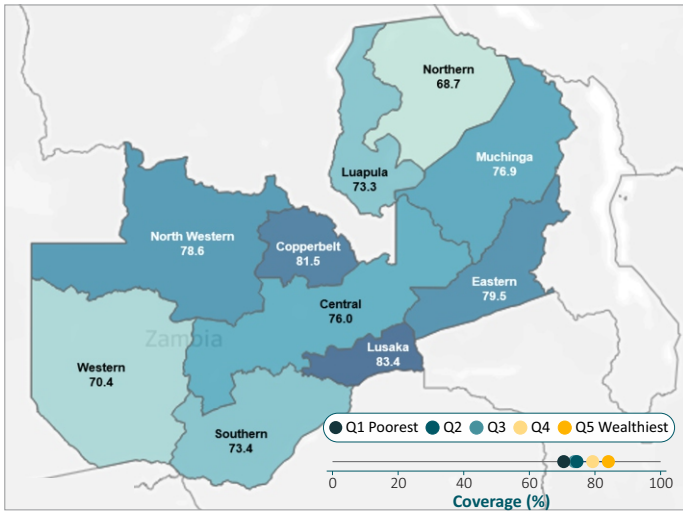 Northern
68.7
Muchinga
76.9
Luapula
73.3
North Western
78.6
Copperbelt
81.5
Eastern
79.5
Central
76.0
Zambia
Lusaka
83.4
Western
70.4
Southern
73.4
Q1 Poorest Q2 Q3 Q4 Q5 Wealthiest
0 20 40 60 80 100
Coverage (%)